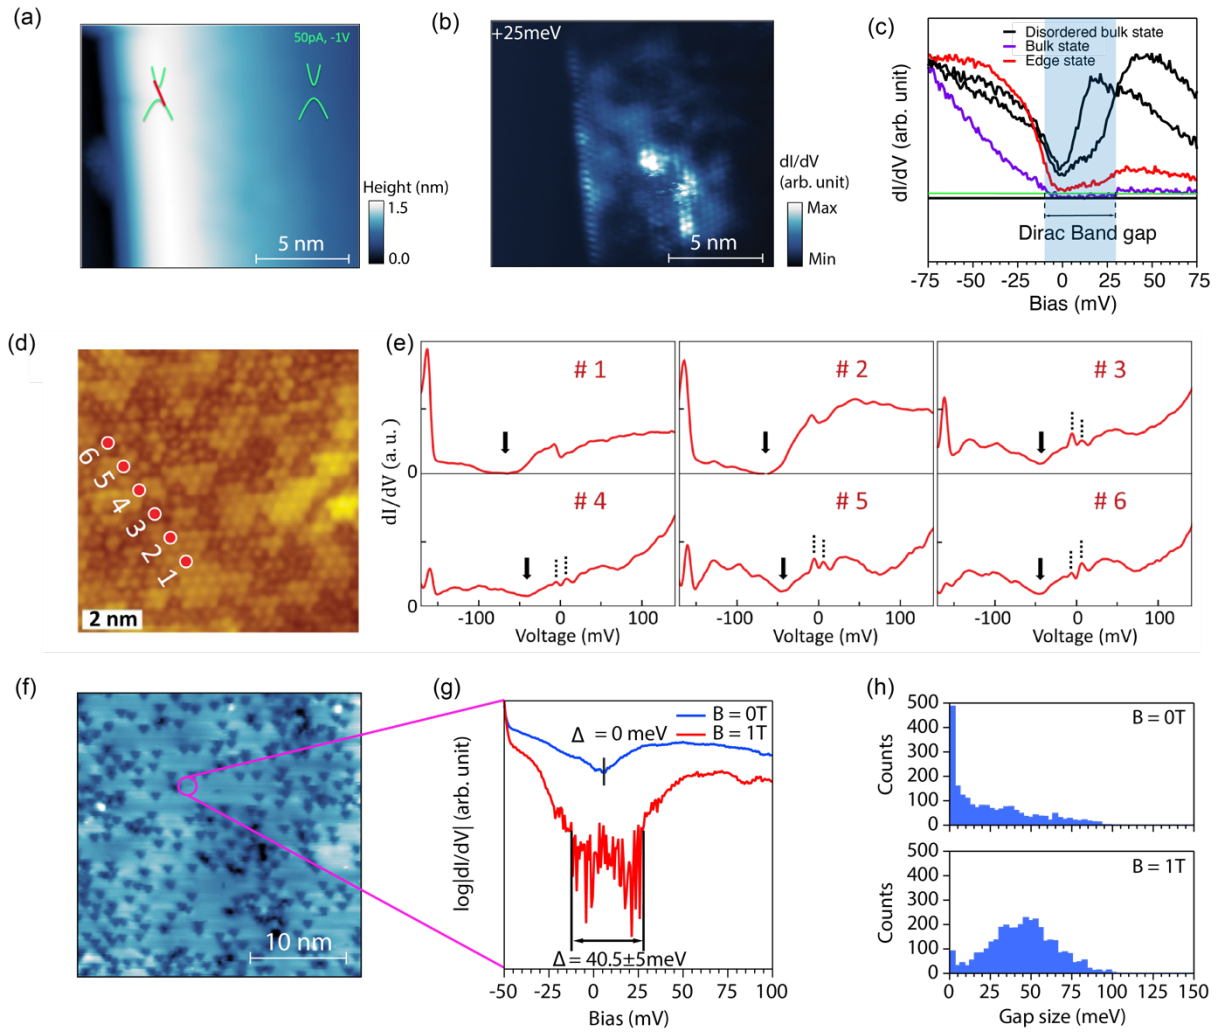 (a)
50pA, -1V
Height (nm)
1.5
0.0
5 nm
(b)
+25meV
dI/dV
(arb. unit)
Max
Min
5 nm
(c)
Disordered bulk state
Bulk state
Edge state
dI/dV (arb. unit)
Dirac Band gap
-75 -50 -25 0 25 50 75
Bias (mV)
(d)
6
5
4
3
2
1
2 nm
(e)
# 1
# 2
# 3
0
dI/dV (a. u.)
# 4
# 5
# 6
0
-100 0 100
-100 0 100
-100 0 100
Voltage (mV)
Voltage (mV)
Voltage (mV)
(f)
10 nm
(g)
B = 0T
B = 1T
Δ = 0 meV
log|dI/dV| (arb. unit)
Δ = 40.5±5meV
-50 -25 0 25 50 75 100
Bias (mV)
(h)
500
400
300
200
100
0
Counts
B = 0T
0 50 100 150
500
400
300
200
100
0
Counts
B = 1T
0 25 50 75 100 125 150
Gap size (meV)